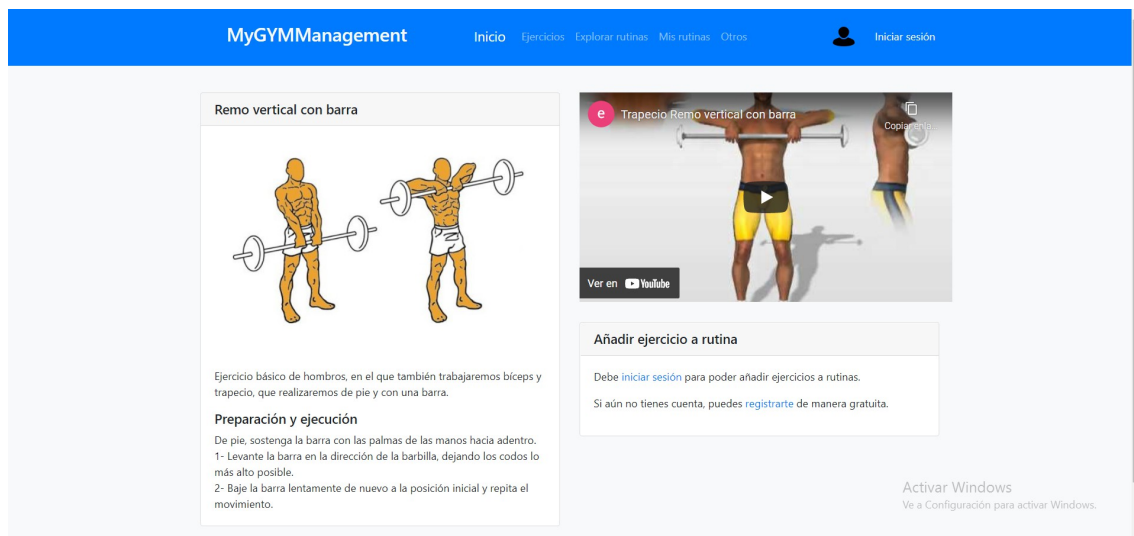 MyGYMManagement
Inicio Ejercicios Explorar rutinas Mis rutinas Otros
Iniciar sesión
Remo vertical con barra
Ejercicio básico de hombros, en el que también trabajaremos bíceps y
trapecio, que realizaremos de pie y con una barra.
Preparación y ejecución
De pie, sostenga la barra con las palmas de las manos hacia adentro.
1- Levante la barra en la dirección de la barbilla, dejando los codos lo
más alto posible.
2- Baje la barra lentamente de nuevo a la posición inicial y repita el
movimiento.
e Trapecio Remo vertical con barra
Ver en YouTube
Añadir ejercicio a rutina
Debe iniciar sesión para poder añadir ejercicios a rutinas.
Si aún no tienes cuenta, puedes registrarte de manera gratuita.
Activar Windows
Ve a Configuración para activar Windows.